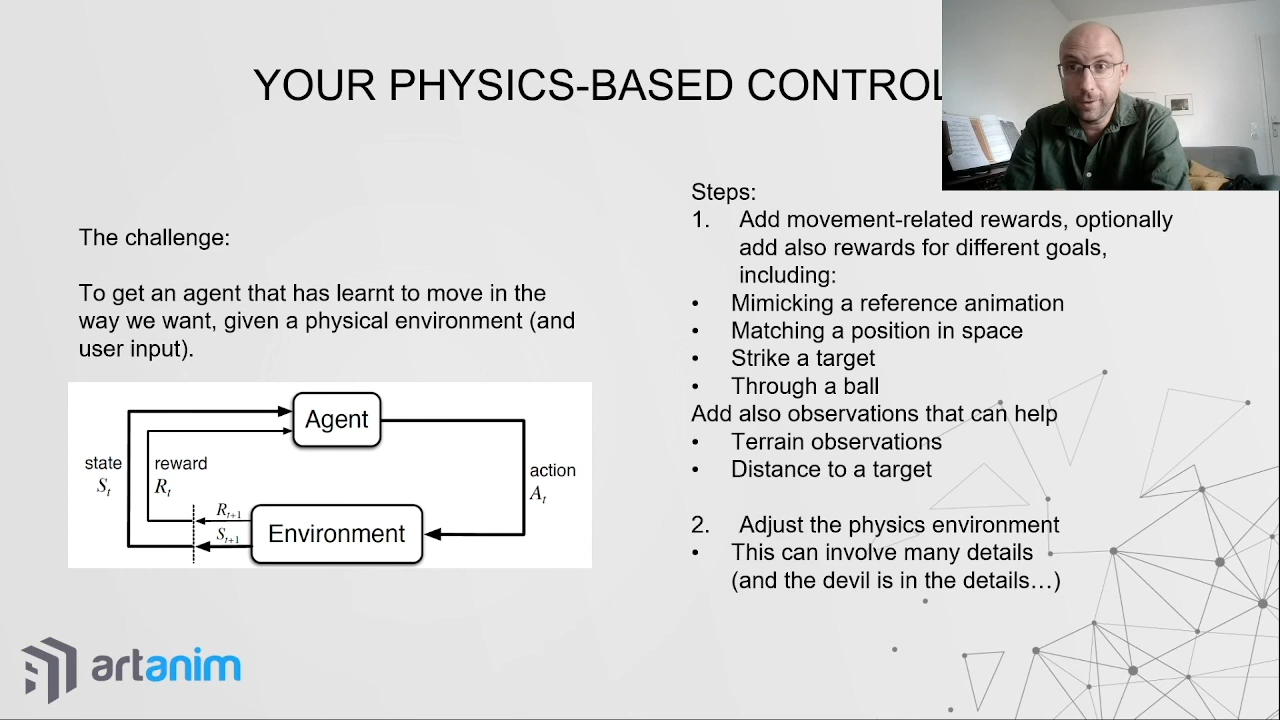 YOUR PHYSICS-BASED CONTROL
The challenge:
To get an agent that has learnt to move in the
way we want, given a physical environment (and
user input).
Agent
state
S_t
reward
R_t
action
A_t
R_{t+1}
S_{t+1}
Environment
Steps:
1. Add movement-related rewards, optionally
add also rewards for different goals,
including:
• Mimicking a reference animation
• Matching a position in space
• Strike a target
• Through a ball
Add also observations that can help
• Terrain observations
• Distance to a target
2. Adjust the physics environment
• This can involve many details
(and the devil is in the details…)
artanim